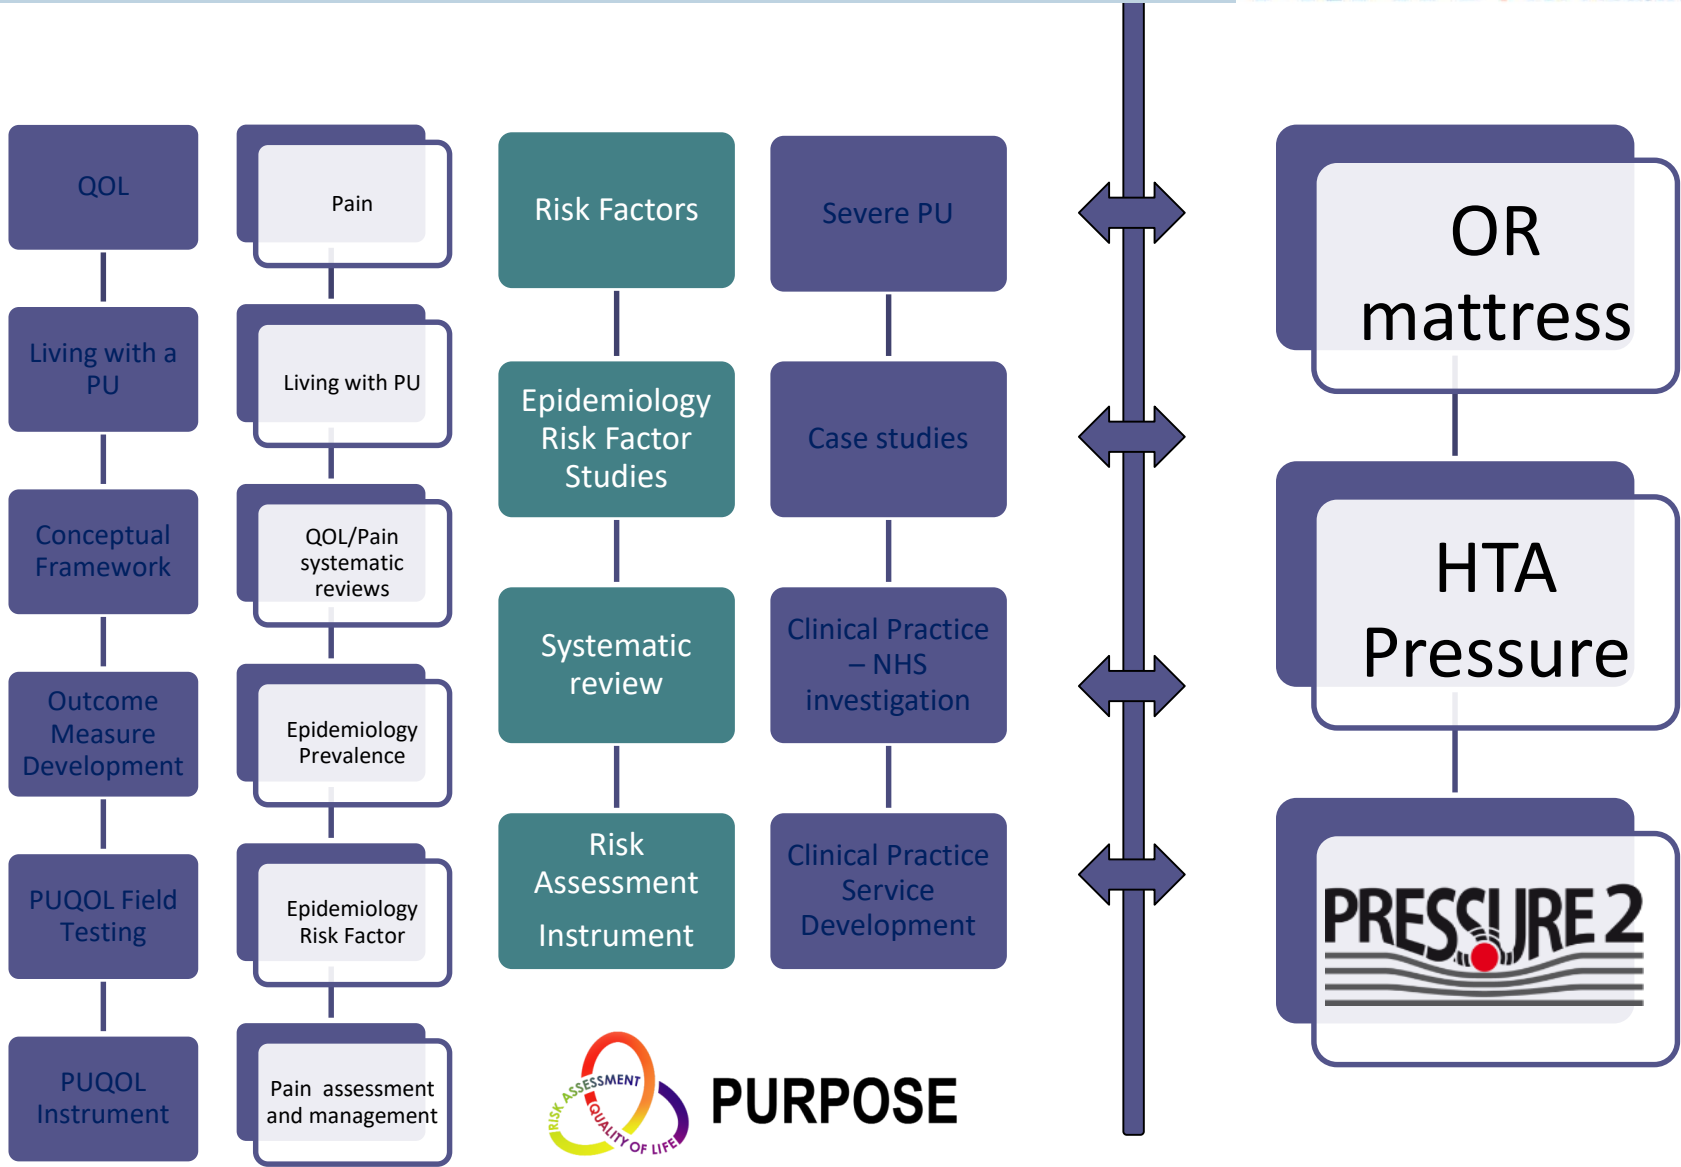 QOL
Living with a
PU
Conceptual
Framework
Outcome
Measure
Development
PUQOL Field
Testing
PUQOL
Instrument
Pain
Living with PU
QOL/Pain
systematic
reviews
Epidemiology
Prevalence
Epidemiology
Risk Factor
Pain assessment
and management
Risk Factors
Epidemiology
Risk Factor
Studies
Systematic
review
Risk
Assessment
Instrument
Severe PU
Case studies
Clinical Practice
– NHS
investigation
Clinical Practice
Service
Development
RISK ASSESSMENT
QUALITY OF LIFE
PURPOSE
OR
mattress
HTA
Pressure
PRESSURE 2